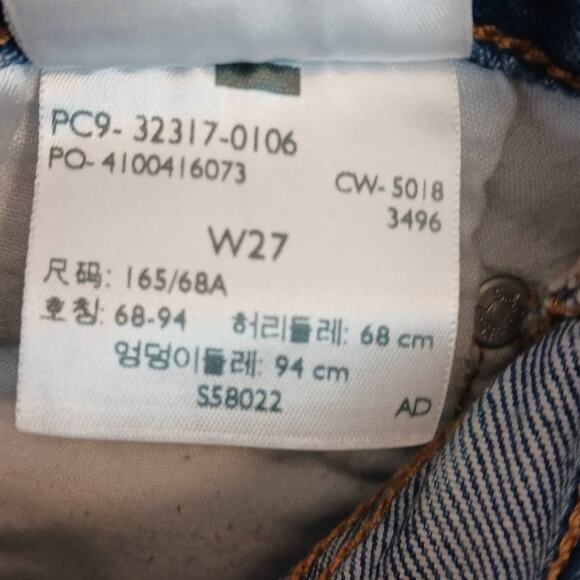 PC9- 32317-0106
PO- 4100416073
CW- 5018
3496
W27
尺码: 165/68A
호칭: 68-94 허리둘레: 68 cm
엉덩이둘레: 94 cm
S58022
AD